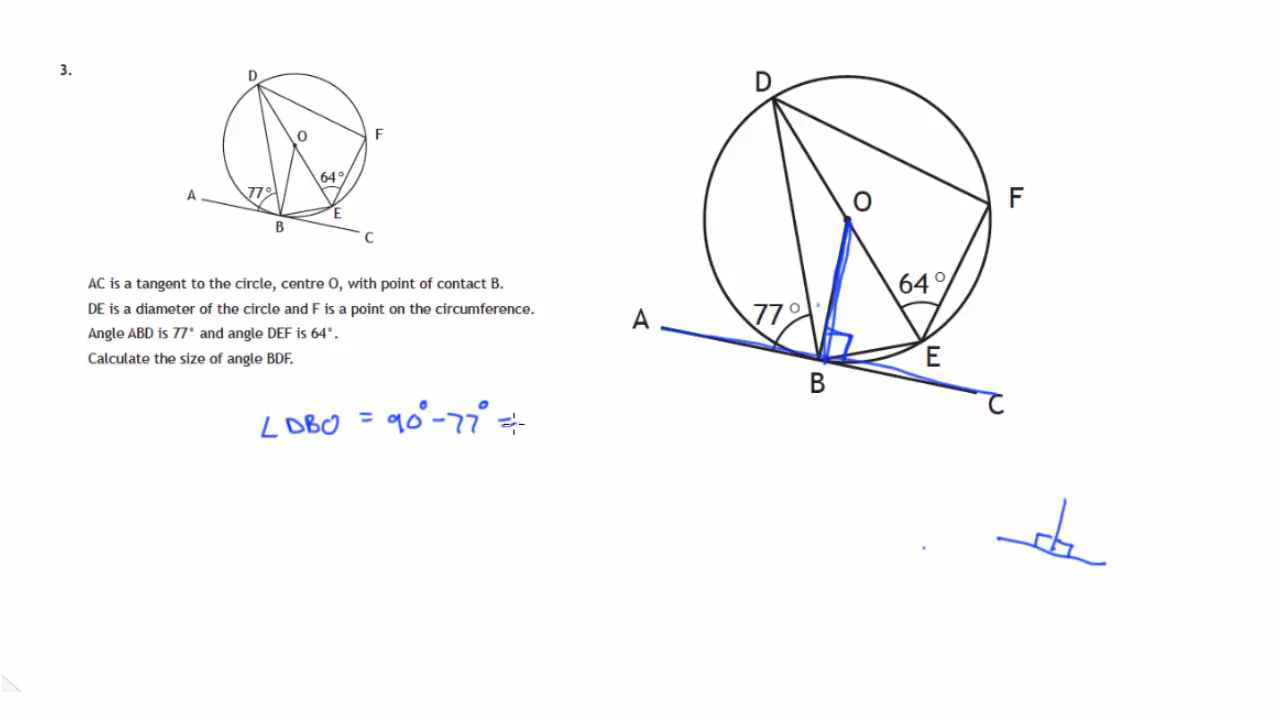 3.
D
O
F
64°
77°
A
E
B
C
AC is a tangent to the circle, centre O, with point of contact B.
DE is a diameter of the circle and F is a point on the circumference.
Angle ABD is 77° and angle DEF is 64°.
Calculate the size of angle BDF.
∠DBO = 90° - 77° =
D
O
F
64°
77°
A
E
B
C